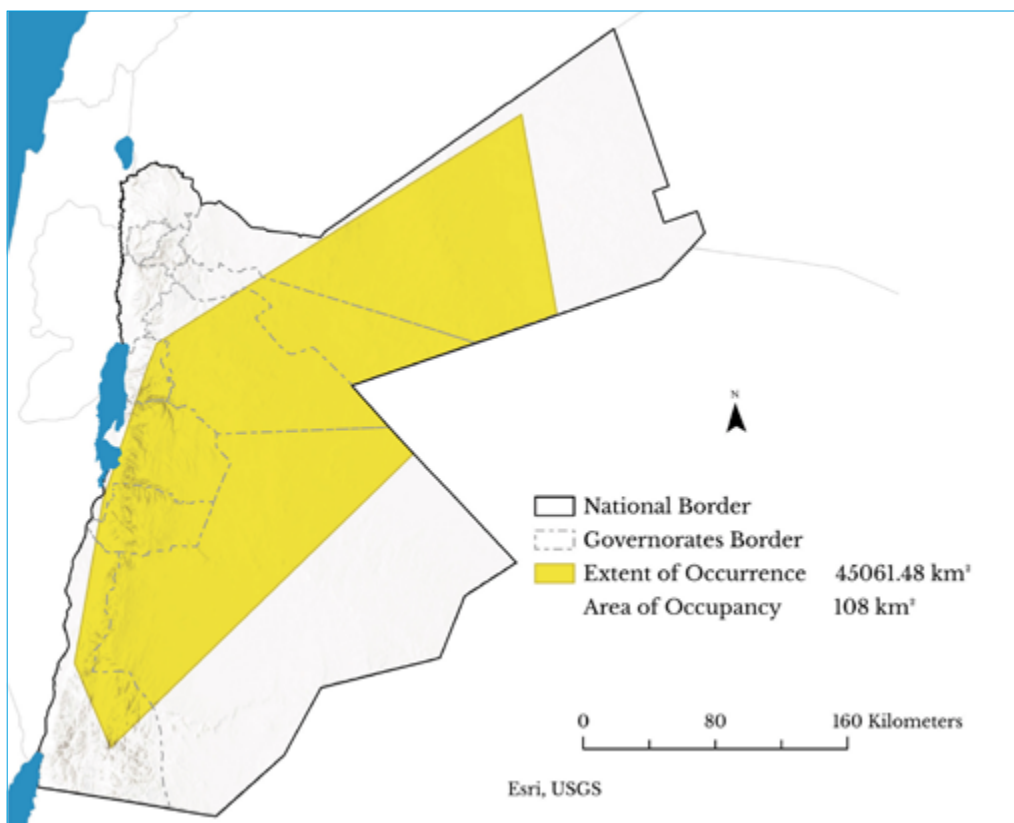 N
National Border
Governorates Border
Extent of Occurrence 45061.48 km²
Area of Occupancy 108 km²
0 80 160 Kilometers
Esri, USGS